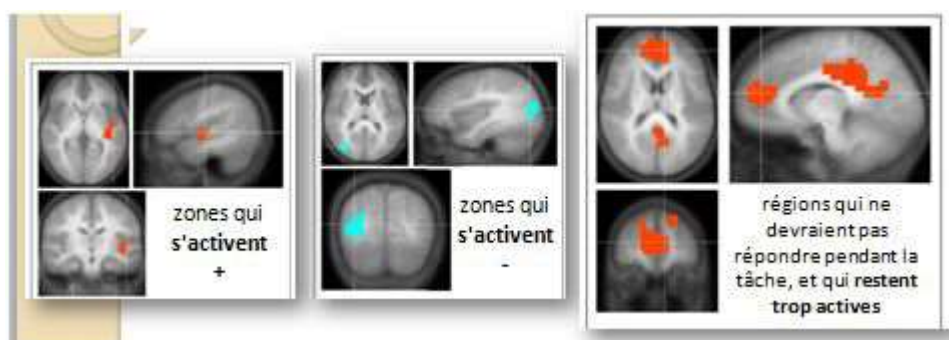 zones qui
s'activent
+
zones qui
s'activent
-
régions qui ne
devraient pas
répondre pendant la
tâche, et qui restent
trop actives